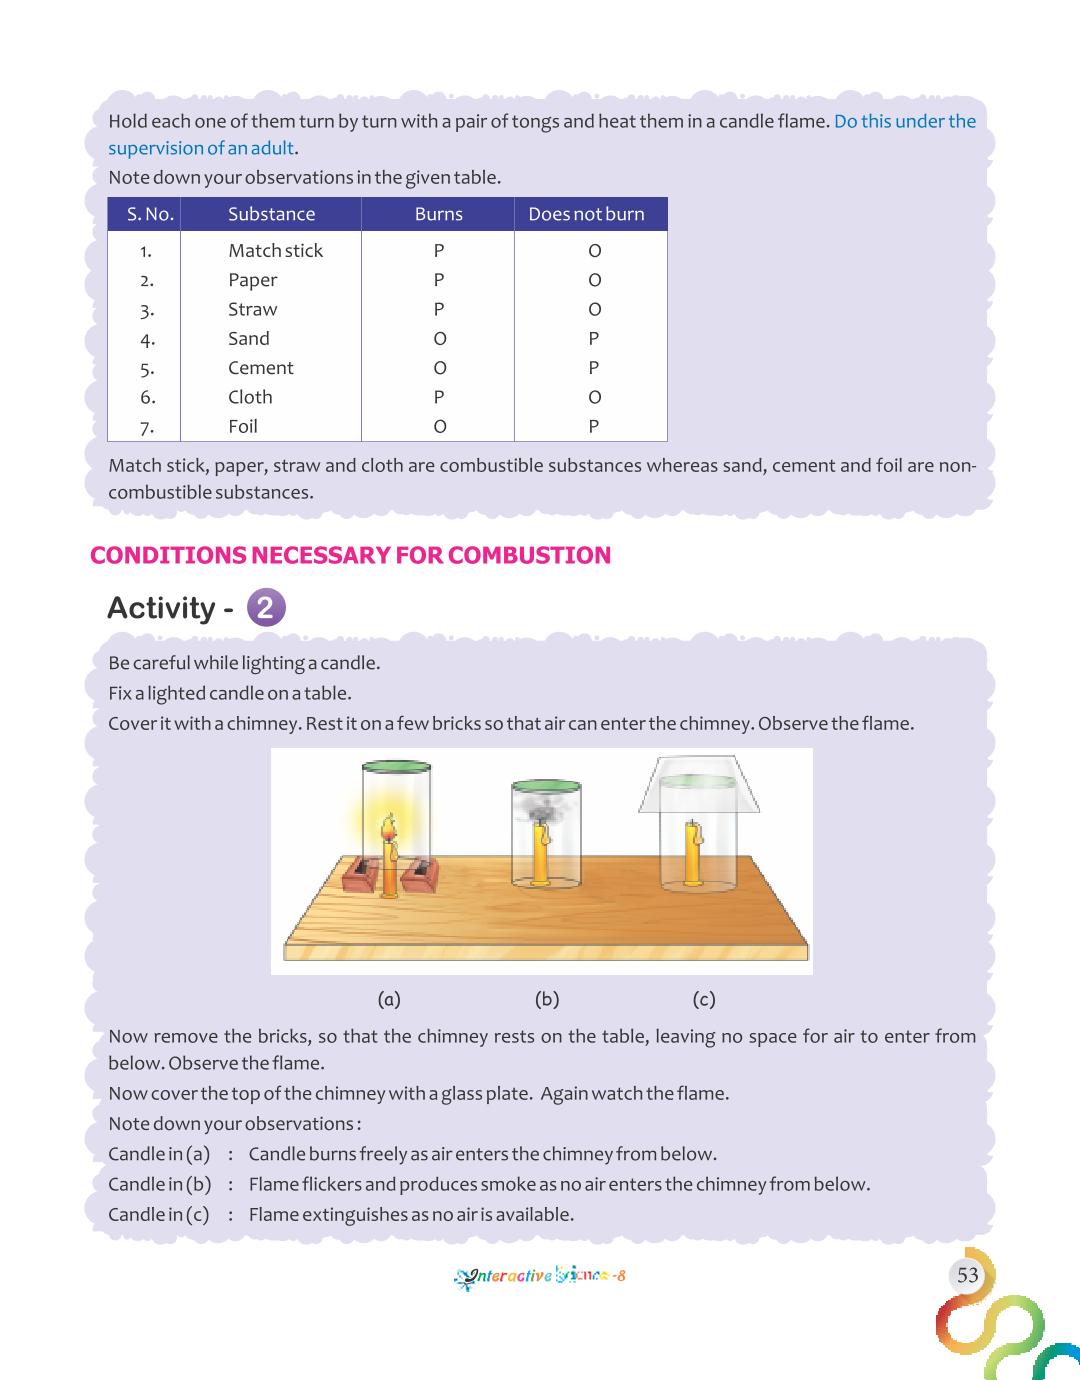 Hold each one of them turn by turn with a pair of tongs and heat them in a candle flame. Do this under the
supervision of an adult.
Note down your observations in the given table.
S. No. Substance Burns Does not burn
1. Match stick P O
2. Paper P O
3. Straw P O
4. Sand O P
5. Cement O P
6. Cloth P O
7. Foil O P
Match stick, paper, straw and cloth are combustible substances whereas sand, cement and foil are non-
combustible substances.
CONDITIONS NECESSARY FOR COMBUSTION
Activity - 2
Be careful while lighting a candle.
Fix a lighted candle on a table.
Cover it with a chimney. Rest it on a few bricks so that air can enter the chimney. Observe the flame.
(a) (b) (c)
Now remove the bricks, so that the chimney rests on the table, leaving no space for air to enter from
below. Observe the flame.
Now cover the top of the chimney with a glass plate. Again watch the flame.
Note down your observations :
Candle in (a) : Candle burns freely as air enters the chimney from below.
Candle in (b) : Flame flickers and produces smoke as no air enters the chimney from below.
Candle in (c) : Flame extinguishes as no air is available.
Interactive Science -8
53